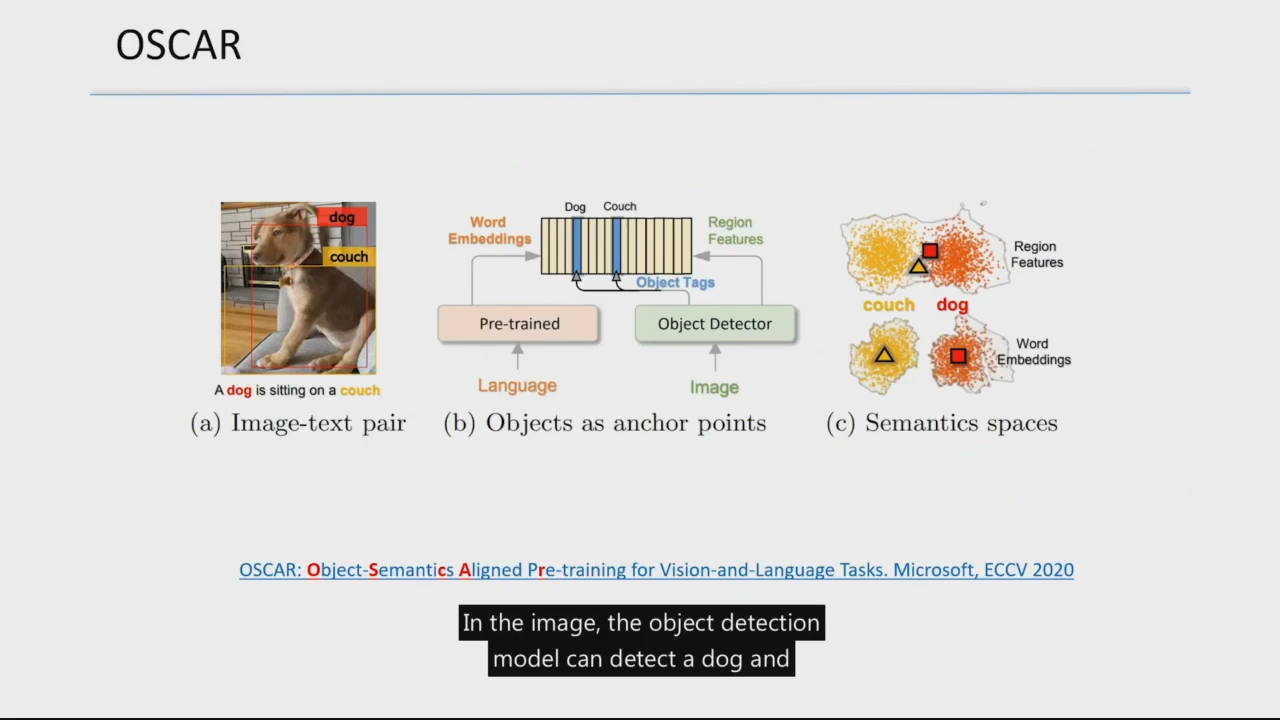 OSCAR
dog
couch
A dog is sitting on a couch
(a) Image-text pair
Dog
Couch
Word
Embeddings
Region
Features
Object Tags
Pre-trained
Object Detector
Language
Image
(b) Objects as anchor points
Region
Features
couch
dog
Word
Embeddings
(c) Semantics spaces
OSCAR: Object-Semantics Aligned Pre-training for Vision-and-Language Tasks. Microsoft, ECCV 2020
In the image, the object detection
model can detect a dog and